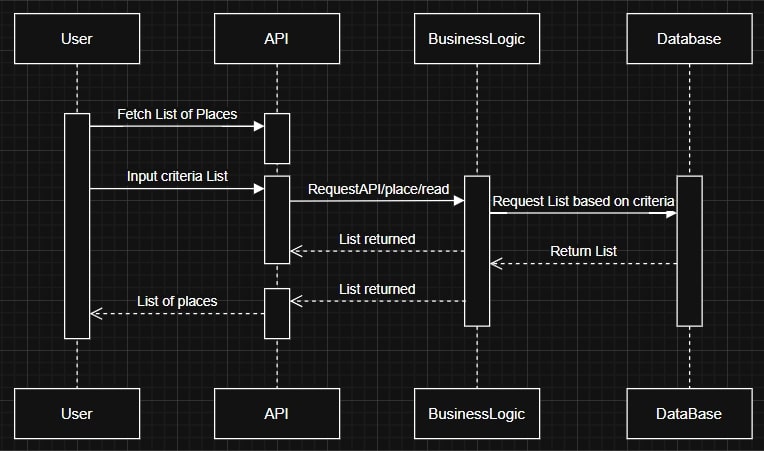 User
API
BusinessLogic
Database
Fetch List of Places
Input criteria List
RequestAPI/place/read
Request List based on criteria
List returned
Return List
List returned
List of places
User
API
BusinessLogic
DataBase